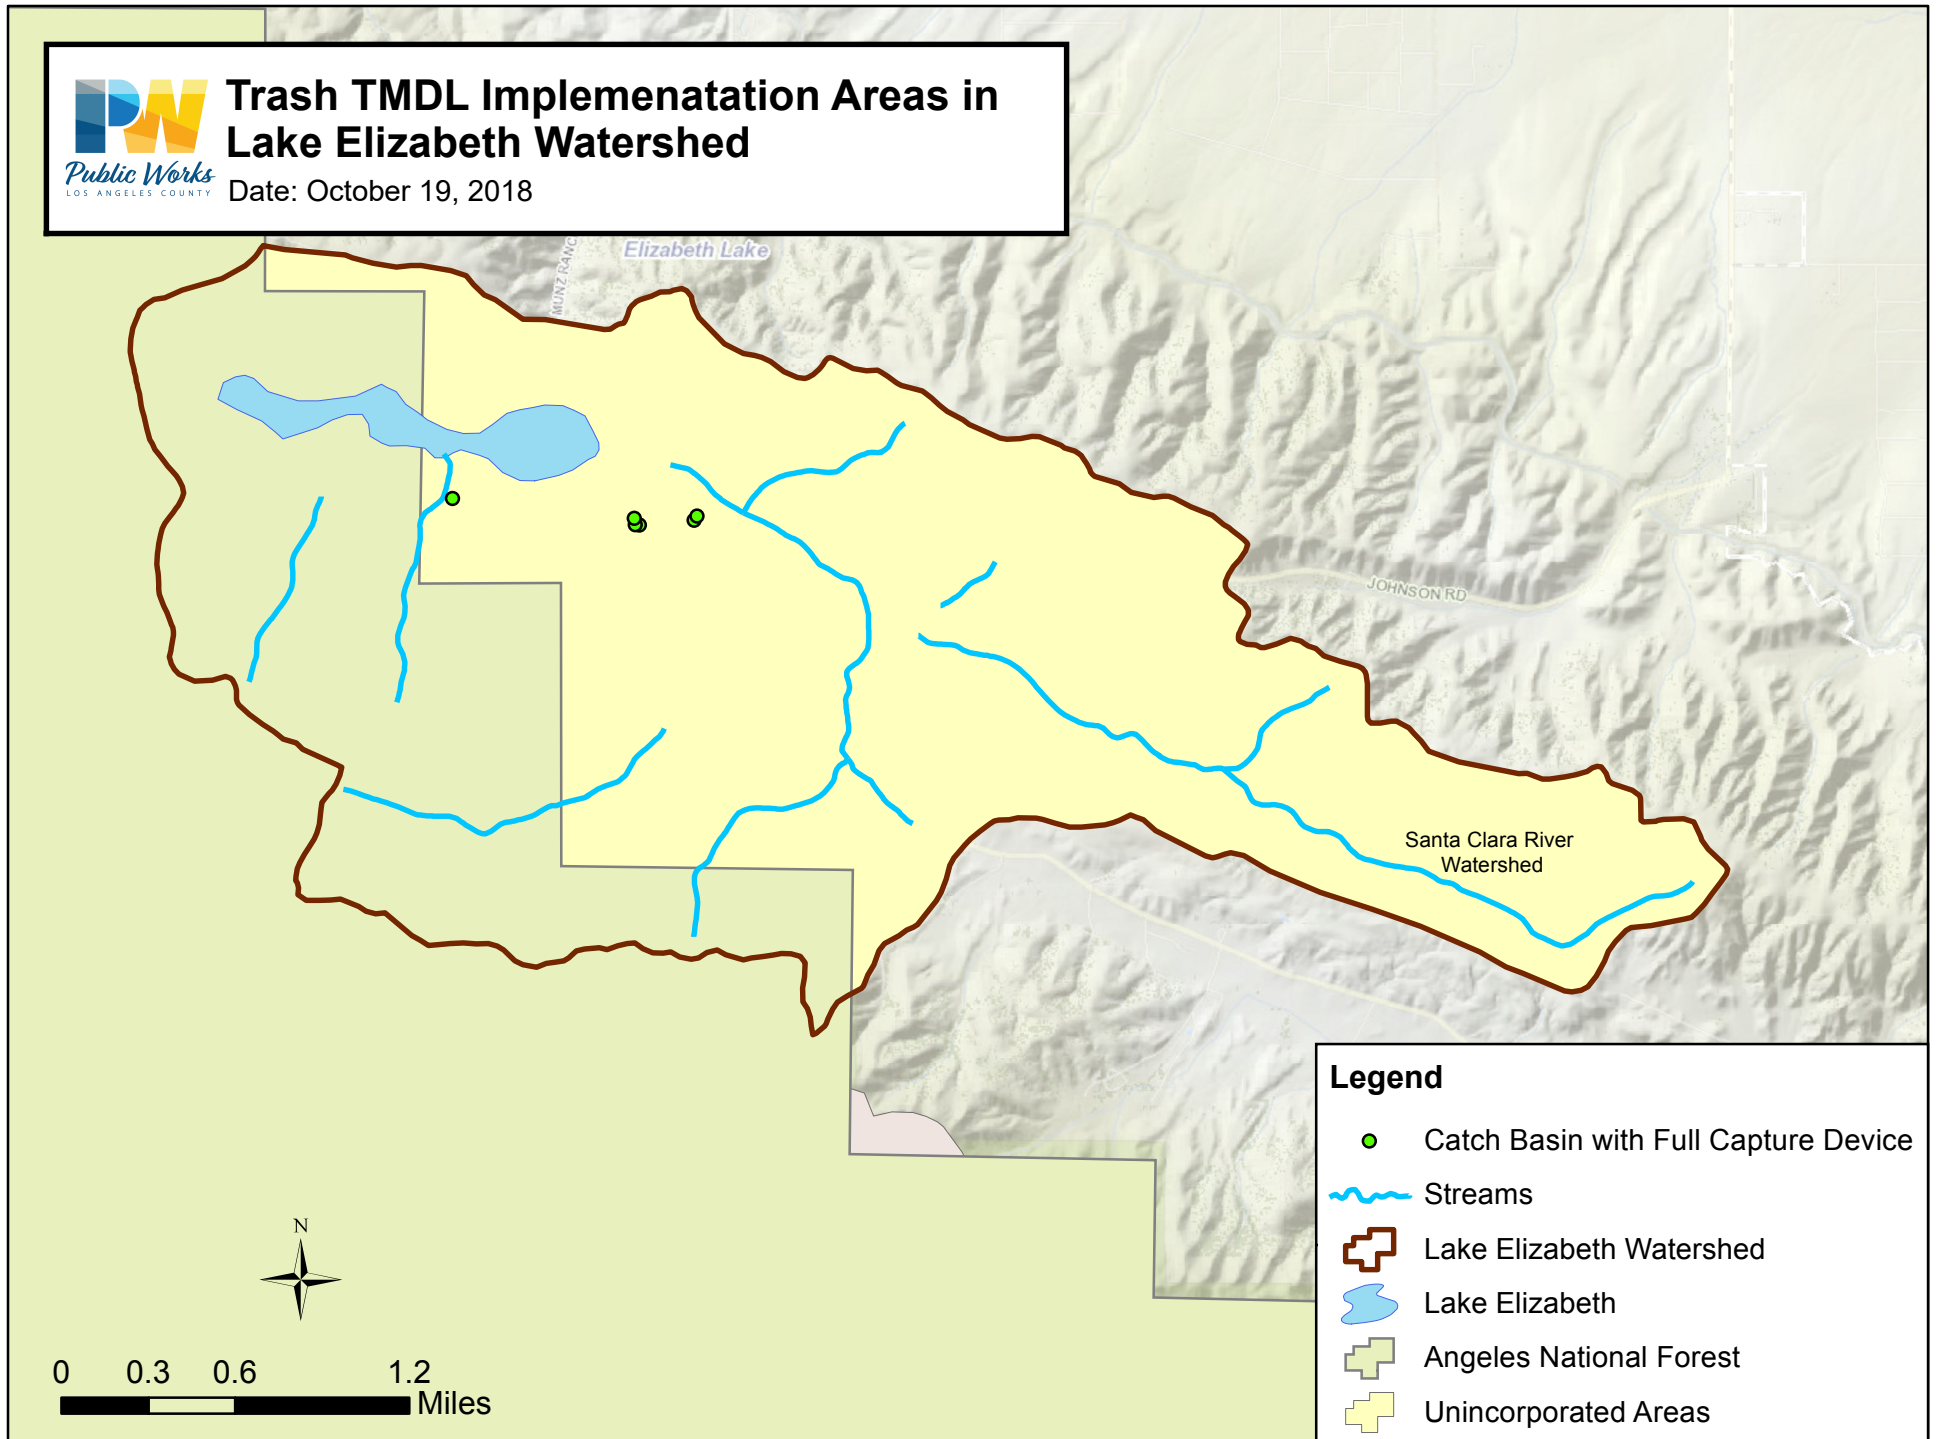 Trash TMDL Implemenatation Areas in
Lake Elizabeth Watershed
Date: October 19, 2018
PW
Public Works
LOS ANGELES COUNTY
Elizabeth Lake
MUNZ RANC
JOHNSON RD
Santa Clara River
Watershed
Legend
Catch Basin with Full Capture Device
Streams
Lake Elizabeth Watershed
Lake Elizabeth
Angeles National Forest
Unincorporated Areas
N
0 0.3 0.6 1.2
Miles